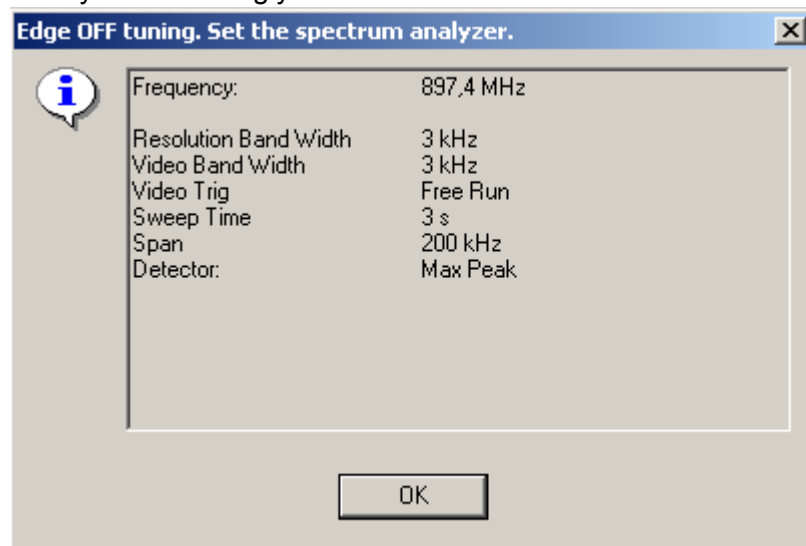 Edge OFF tuning. Set the spectrum analyzer.
Frequency: 897,4 MHz
Resolution Band Width 3 kHz
Video Band Width 3 kHz
Video Trig Free Run
Sweep Time 3 s
Span 200 kHz
Detector: Max Peak
OK